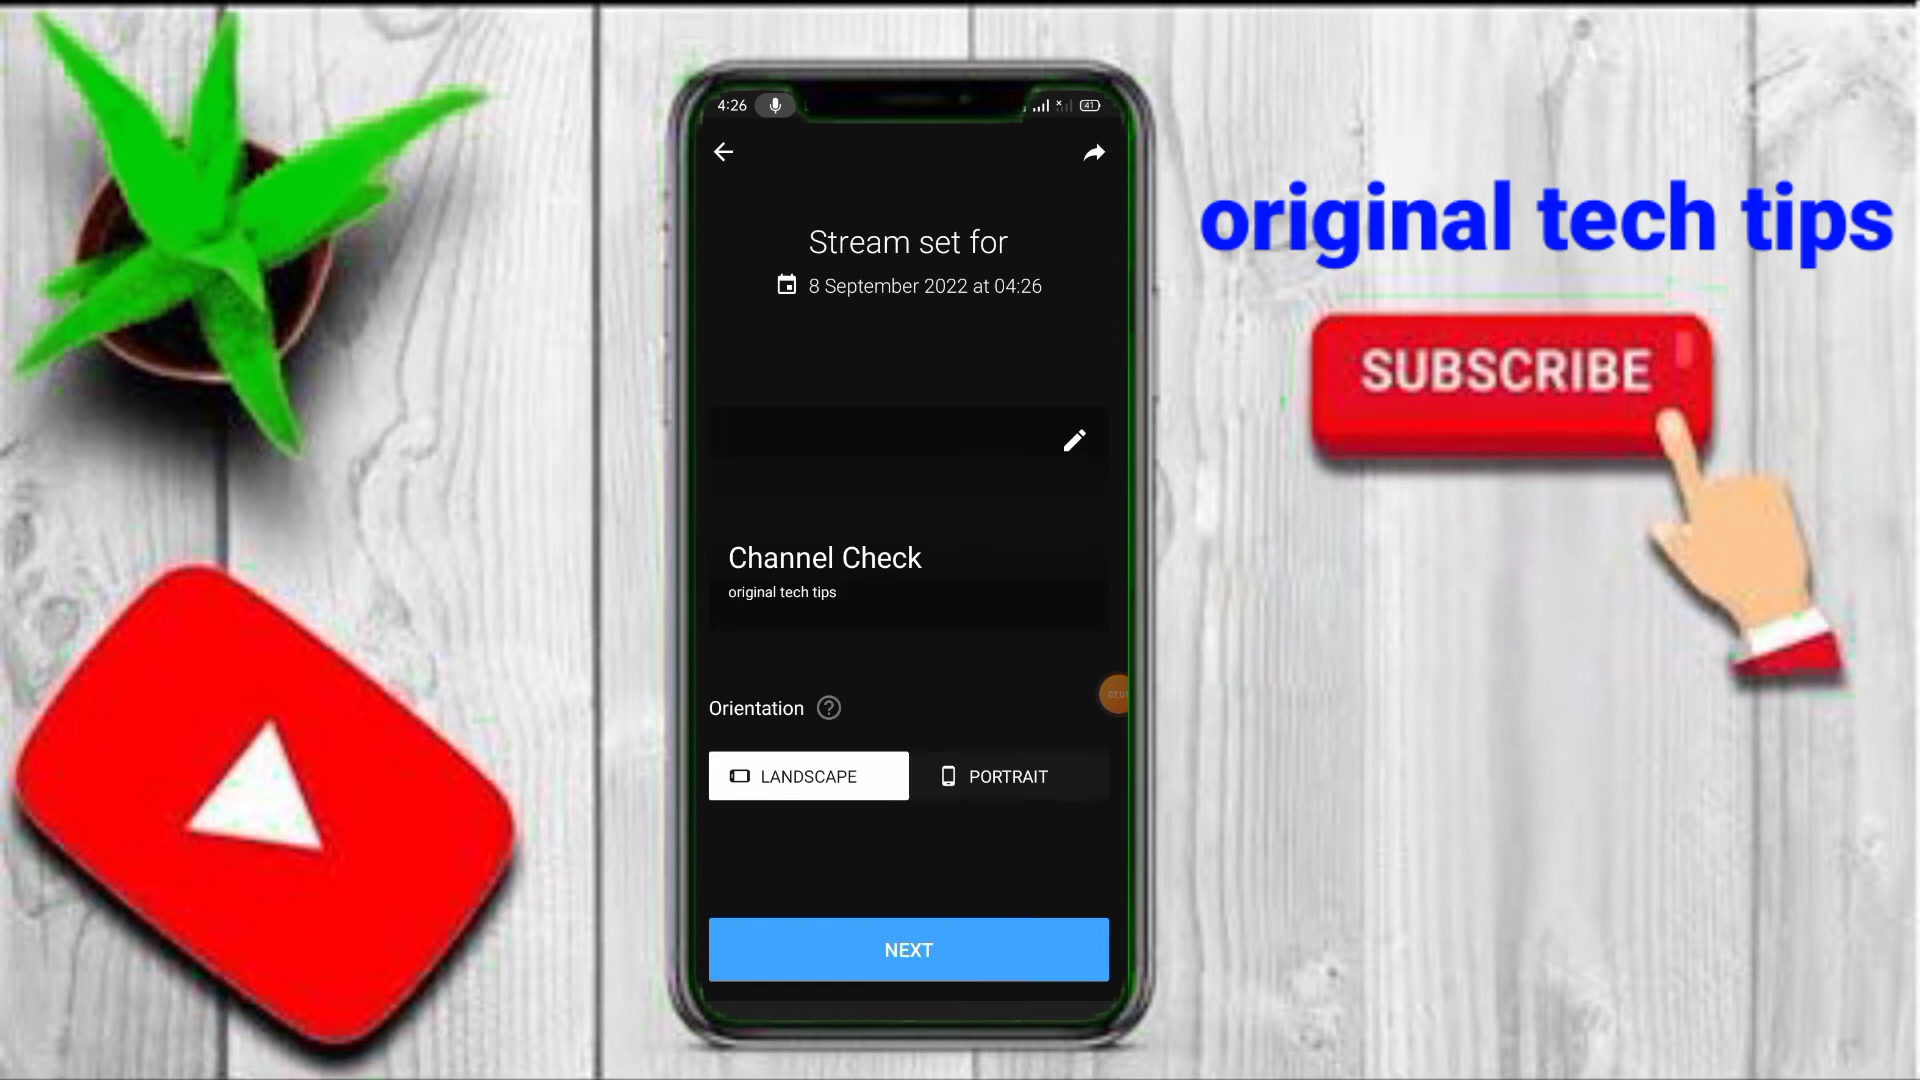 4:26
41
Stream set for
8 September 2022 at 04:26
Channel Check
original tech tips
Orientation
?
LANDSCAPE
PORTRAIT
NEXT
original tech tips
SUBSCRIBE